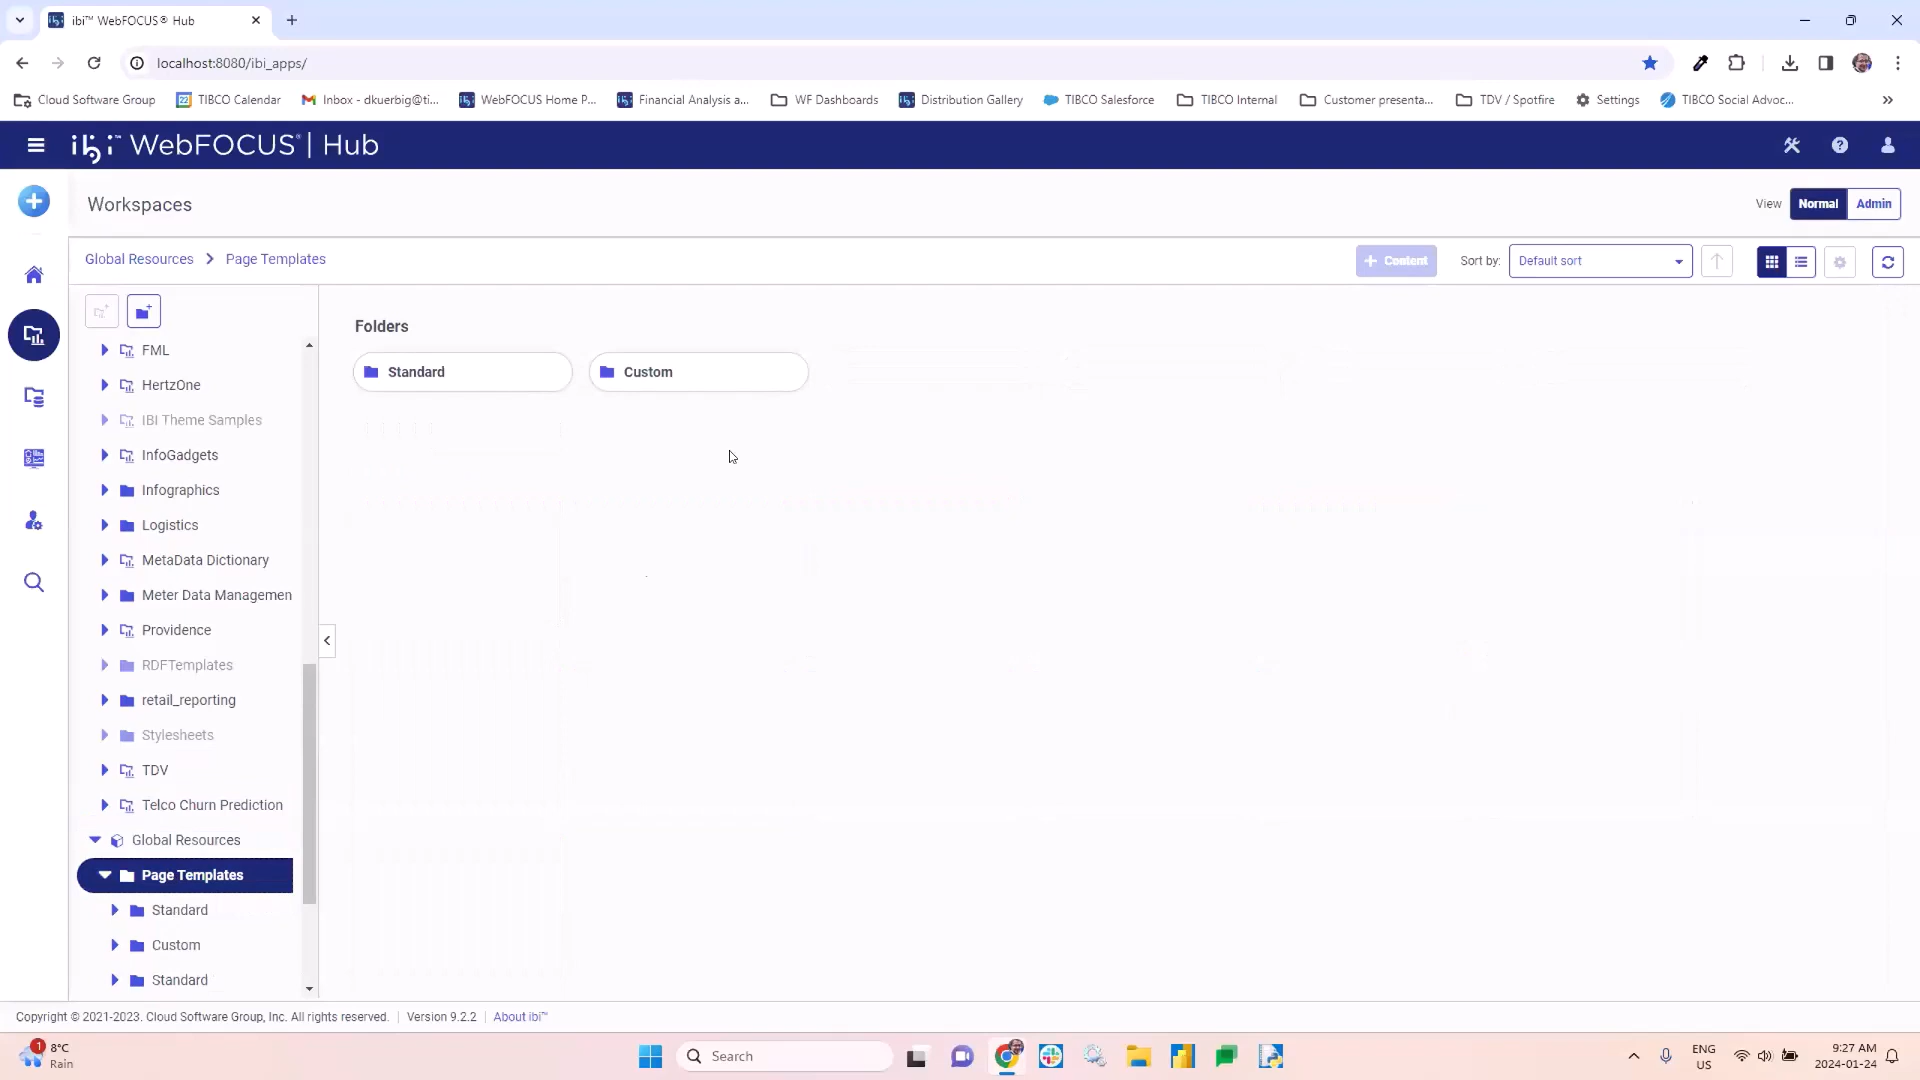 ibi™ WebFOCUS® Hub
localhost:8080/ibi_apps/
Cloud Software Group
TIBCO Calendar
Inbox - dkuerbig@ti...
WebFOCUS Home P...
Financial Analysis a...
WF Dashboards
Distribution Gallery
TIBCO Salesforce
TIBCO Internal
Customer presenta...
TDV / Spotfire
Settings
TIBCO Social Advoc...
ibi™ WebFOCUS® | Hub
Workspaces
View
Normal
Admin
Global Resources
Page Templates
+ Content
Sort by:
Default sort
Folders
Standard
Custom
FML
HertzOne
IBI Theme Samples
InfoGadgets
Infographics
Logistics
MetaData Dictionary
Meter Data Managemen
Providence
RDFTemplates
retail_reporting
Stylesheets
TDV
Telco Churn Prediction
Global Resources
Page Templates
Standard
Custom
Standard
Copyright © 2021-2023. Cloud Software Group, Inc. All rights reserved. | Version 9.2.2 | About ibi™
1
8°C
Rain
Search
ENG
US
9:27 AM
2024-01-24